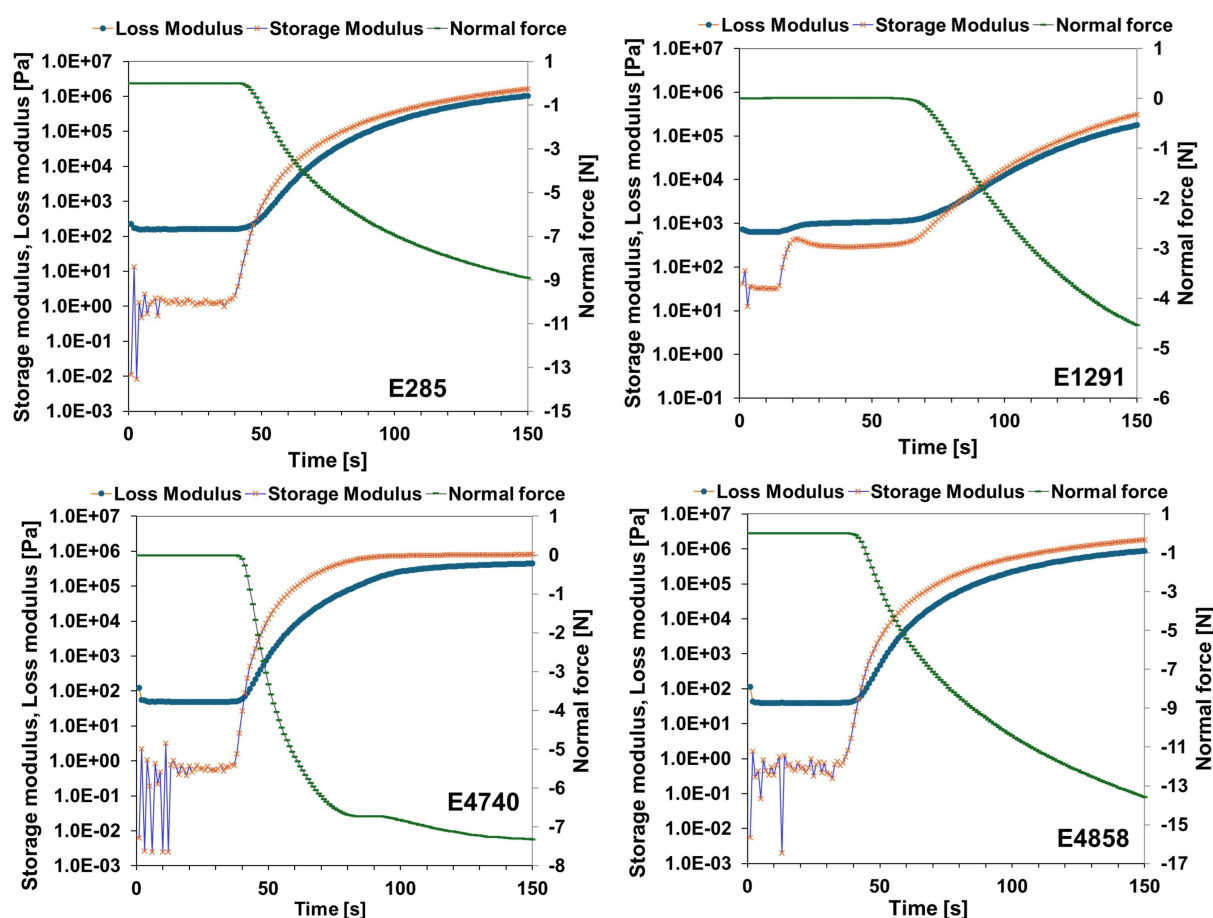 Loss Modulus Storage Modulus Normal force
Storage modulus, Loss modulus [Pa]
1.0E+07
1.0E+06
1.0E+05
1.0E+04
1.0E+03
1.0E+02
1.0E+01
1.0E+00
1.0E-01
1.0E-02
1.0E-03
1
-1
-3
-5
-7
-9
-11
-13
-15
Normal force [N]
E285
0 50 100 150
Time [s]
Loss Modulus Storage Modulus Normal force
Storage modulus, Loss modulus [Pa]
1.0E+07
1.0E+06
1.0E+05
1.0E+04
1.0E+03
1.0E+02
1.0E+01
1.0E+00
1.0E-01
1
0
-1
-2
-3
-4
-5
-6
Normal force [N]
E1291
0 50 100 150
Time [s]
Loss Modulus Storage Modulus Normal force
Storage modulus, Loss modulus [Pa]
1.0E+07
1.0E+06
1.0E+05
1.0E+04
1.0E+03
1.0E+02
1.0E+01
1.0E+00
1.0E-01
1.0E-02
1.0E-03
1
0
-1
-2
-3
-4
-5
-6
-7
-8
Normal force [N]
E4740
0 50 100 150
Time [s]
Loss Modulus Storage Modulus Normal force
Storage modulus, Loss modulus [Pa]
1.0E+07
1.0E+06
1.0E+05
1.0E+04
1.0E+03
1.0E+02
1.0E+01
1.0E+00
1.0E-01
1.0E-02
1.0E-03
1
-1
-3
-5
-7
-9
-11
-13
-15
-17
Normal force [N]
E4858
0 50 100 150
Time [s]